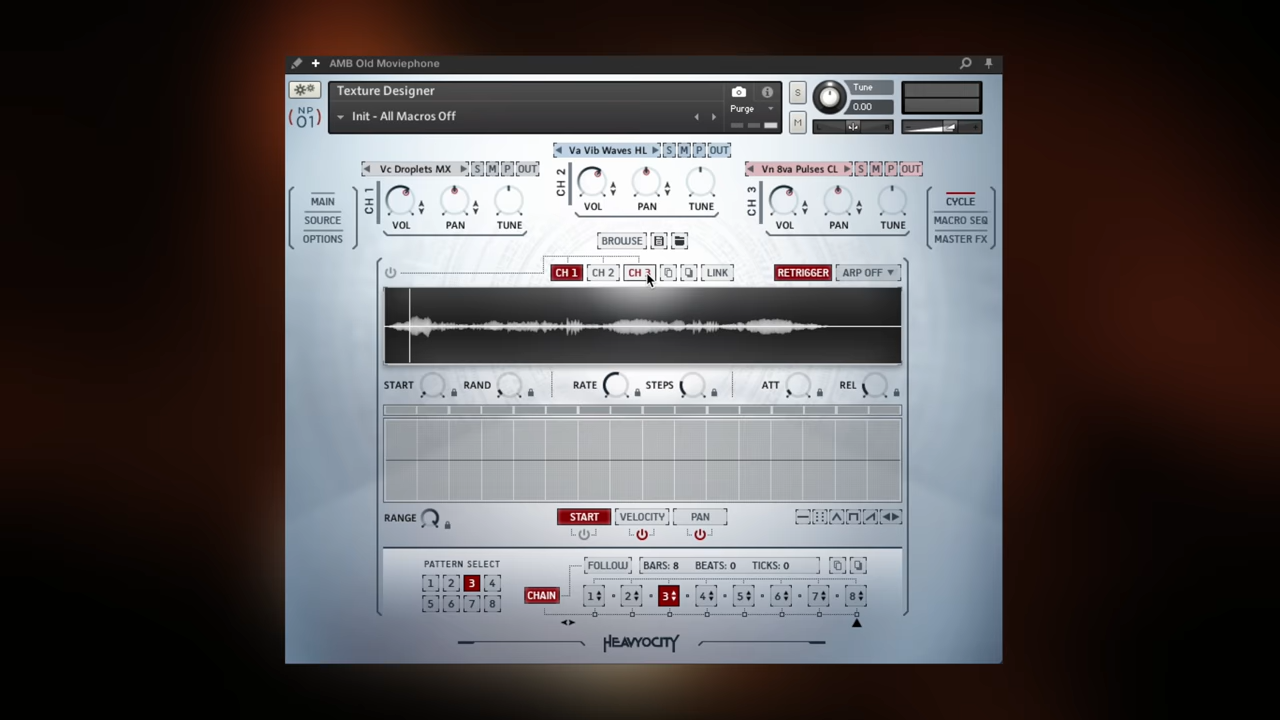 AMB Old Moviephone
Texture Designer
Init - All Macros Off
Purge
S
M
Tune
0.00
L R
NP
01
Vc Droplets MX S M P OUT
Va Vib Waves HL S M P OUT
Vn 8va Pulses CL S M P OUT
CH 1
VOL PAN TUNE
CH 2
VOL PAN TUNE
CH 3
VOL PAN TUNE
MAIN
SOURCE
OPTIONS
CYCLE
MACRO SEQ
MASTER FX
BROWSE
CH 1 CH 2 CH 3 LINK RETRIGGER ARP OFF
START RAND RATE STEPS ATT REL
RANGE START VELOCITY PAN
PATTERN SELECT
1 2 3 4
5 6 7 8
FOLLOW BARS: 8 BEATS: 0 TICKS: 0
CHAIN 1 2 3 4 5 6 7 8
HEAVYOCITY